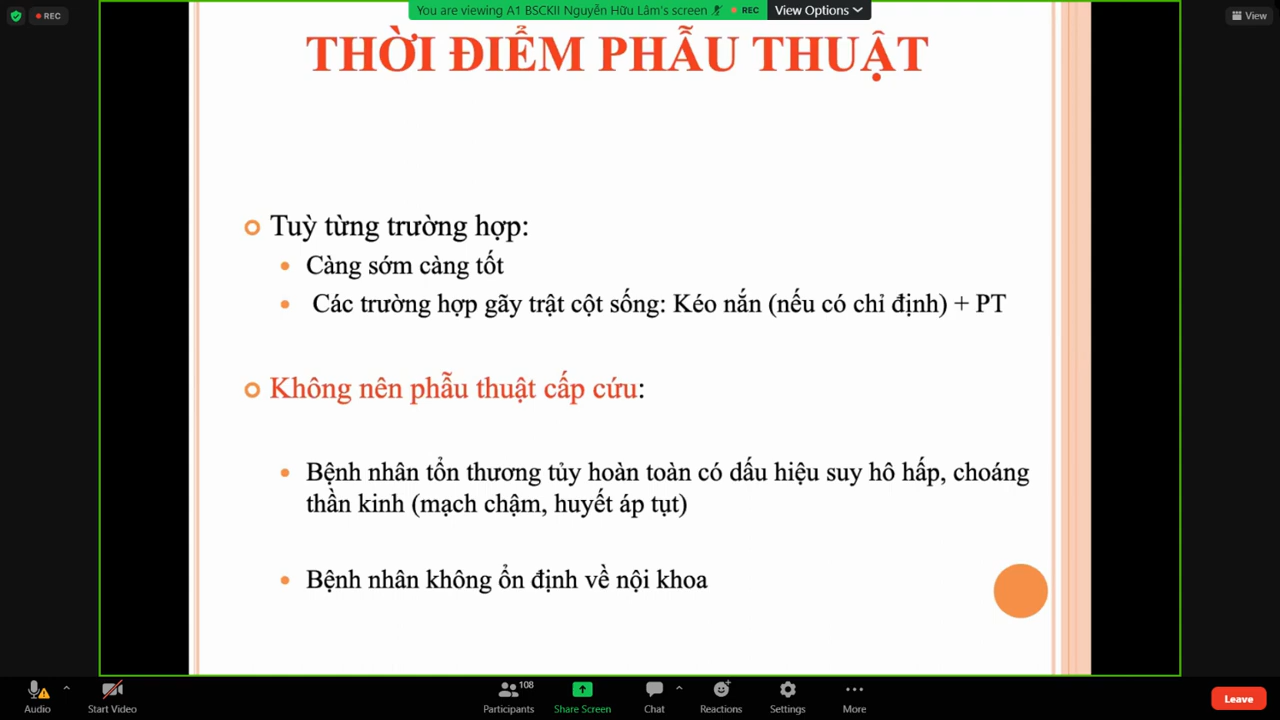 You are viewing A1 BSCKII Nguyễn Hữu Lâm's screen
REC
View Options
REC
View
THỜI ĐIỂM PHẪU THUẬT
Tuỳ từng trường hợp:
Càng sớm càng tốt
Các trường hợp gãy trật cột sống: Kéo nắn (nếu có chỉ định) + PT
Không nên phẫu thuật cấp cứu:
Bệnh nhân tổn thương tủy hoàn toàn có dấu hiệu suy hô hấp, choáng
thần kinh (mạch chậm, huyết áp tụt)
Bệnh nhân không ổn định về nội khoa
Audio
Start Video
108
Participants
Share Screen
Chat
Reactions
Settings
More
Leave